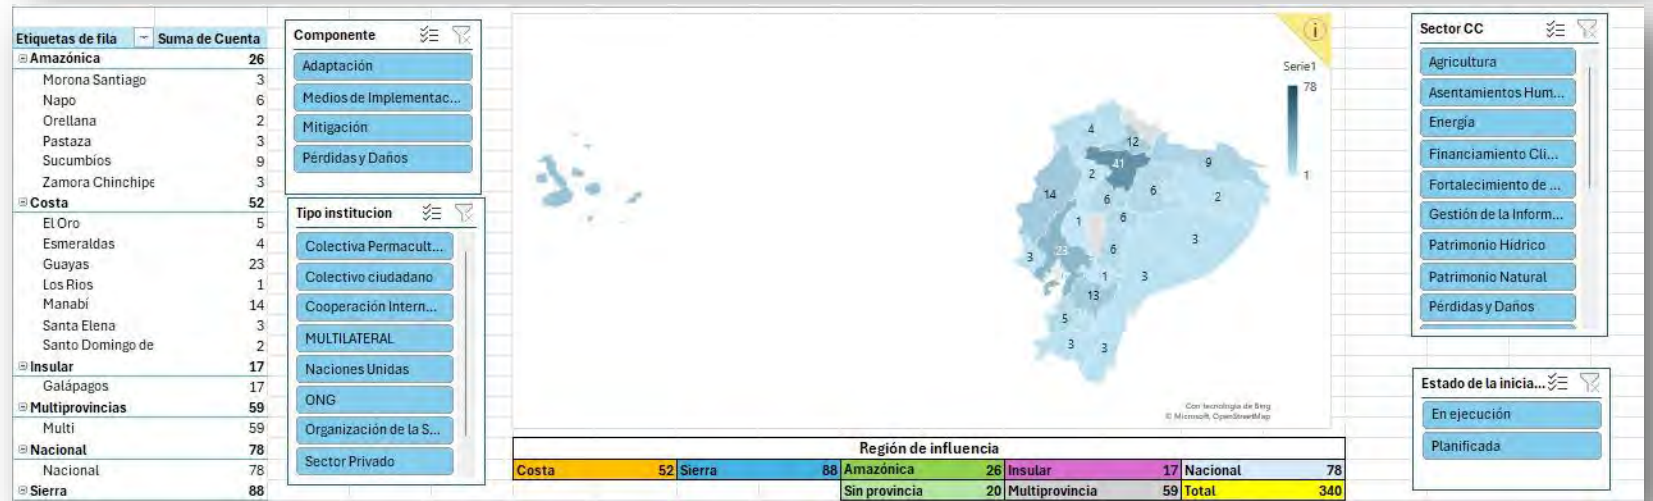 Etiquetas de fila Suma de Cuenta
Amazónica 26
Morona Santiago 3
Napo 6
Orellana 2
Pastaza 3
Sucumbíos 9
Zamora Chinchipe 3
Costa 52
El Oro 5
Esmeraldas 4
Guayas 23
Los Rios 1
Manabí 14
Santa Elena 3
Santo Domingo de 2
Insular 17
Galápagos 17
Multiprovincias 59
Multi 59
Nacional 78
Nacional 78
Sierra 88
Componente
Adaptación
Medios de Implementac...
Mitigación
Pérdidas y Daños
Tipo institucion
Colectiva Permacult...
Colectivo ciudadano
Cooperación Intern...
MULTILATERAL
Naciones Unidas
ONG
Organización de la S...
Sector Privado
Serie1
78
1
4
12
41
9
2
14
6
6
2
1
6
23
6
3
3
1
3
13
5
3
3
Con tecnología de Bing
© Microsoft, OpenStreetMap
Región de influencia
Costa 52 Sierra 88 Amazónica 26 Insular 17 Nacional 78
Sin provincia 20 Multiprovincia 59 Total 340
Sector CC
Agricultura
Asentamientos Hum...
Energía
Financiamiento Cli...
Fortalecimiento de ...
Gestión de la Inform...
Patrimonio Hídrico
Patrimonio Natural
Pérdidas y Daños
Estado de la inicia...
En ejecución
Planificada